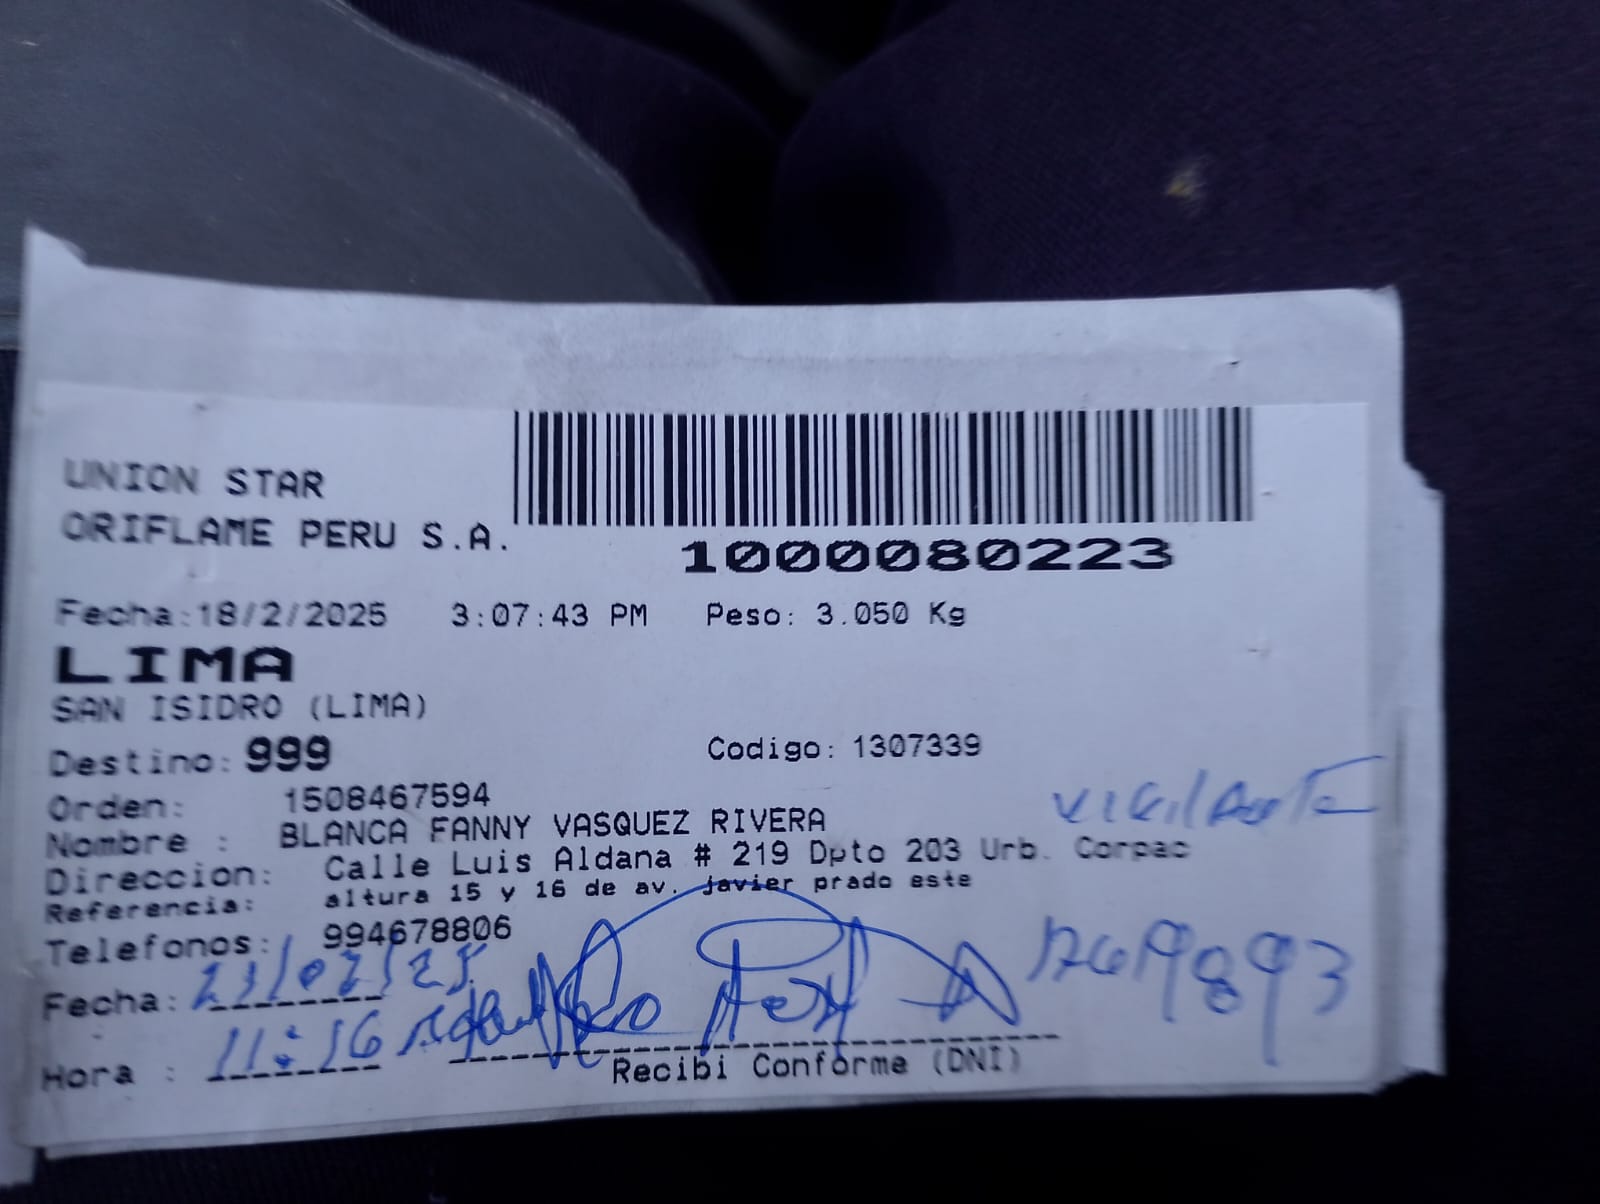 UNION STAR
ORIFLAME PERU S.A.
1000080223
Fecha:18/2/2025 3:07:43 PM Peso: 3.050 Kg
LIMA
SAN ISIDRO (LIMA)
Destino: 999 Codigo: 1307339
Orden: 1508467594
vigilante
Nombre : BLANCA FANNY VASQUEZ RIVERA
Direccion: Calle Luis Aldana # 219 Dpto 203 Urb. Corpac
Referencia: altura 15 y 16 de av. javier prado este
Telefonos: 994678806
Fecha:
Hora : 11:16
Recibi Conforme (DNI)